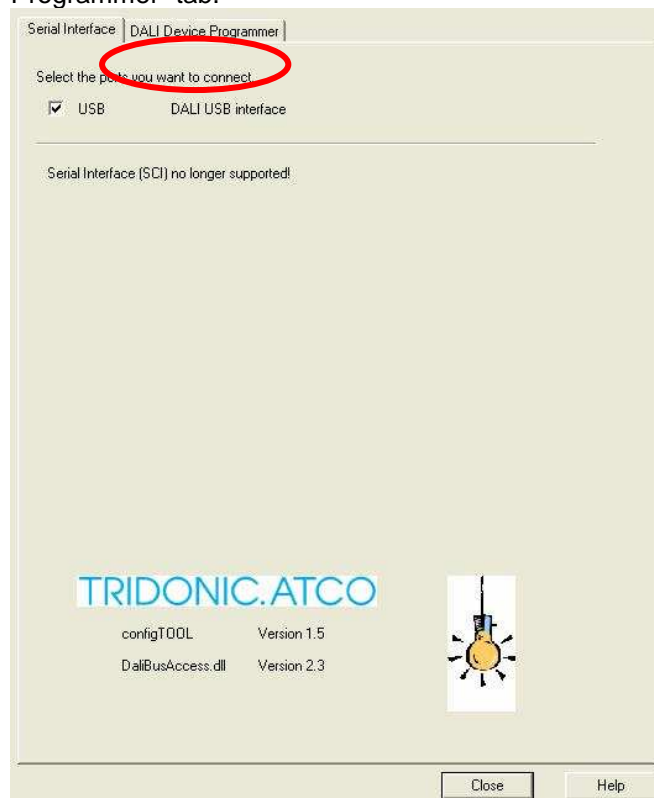 Programmer" tab.
Serial Interface DALI Device Programmer
Select the ports you want to connect
USB DALI USB interface
Serial Interface (SCI) no longer supported!
TRIDONIC.ATCO
configTOOL Version 1.5
DaliBusAccess.dll Version 2.3
Close Help